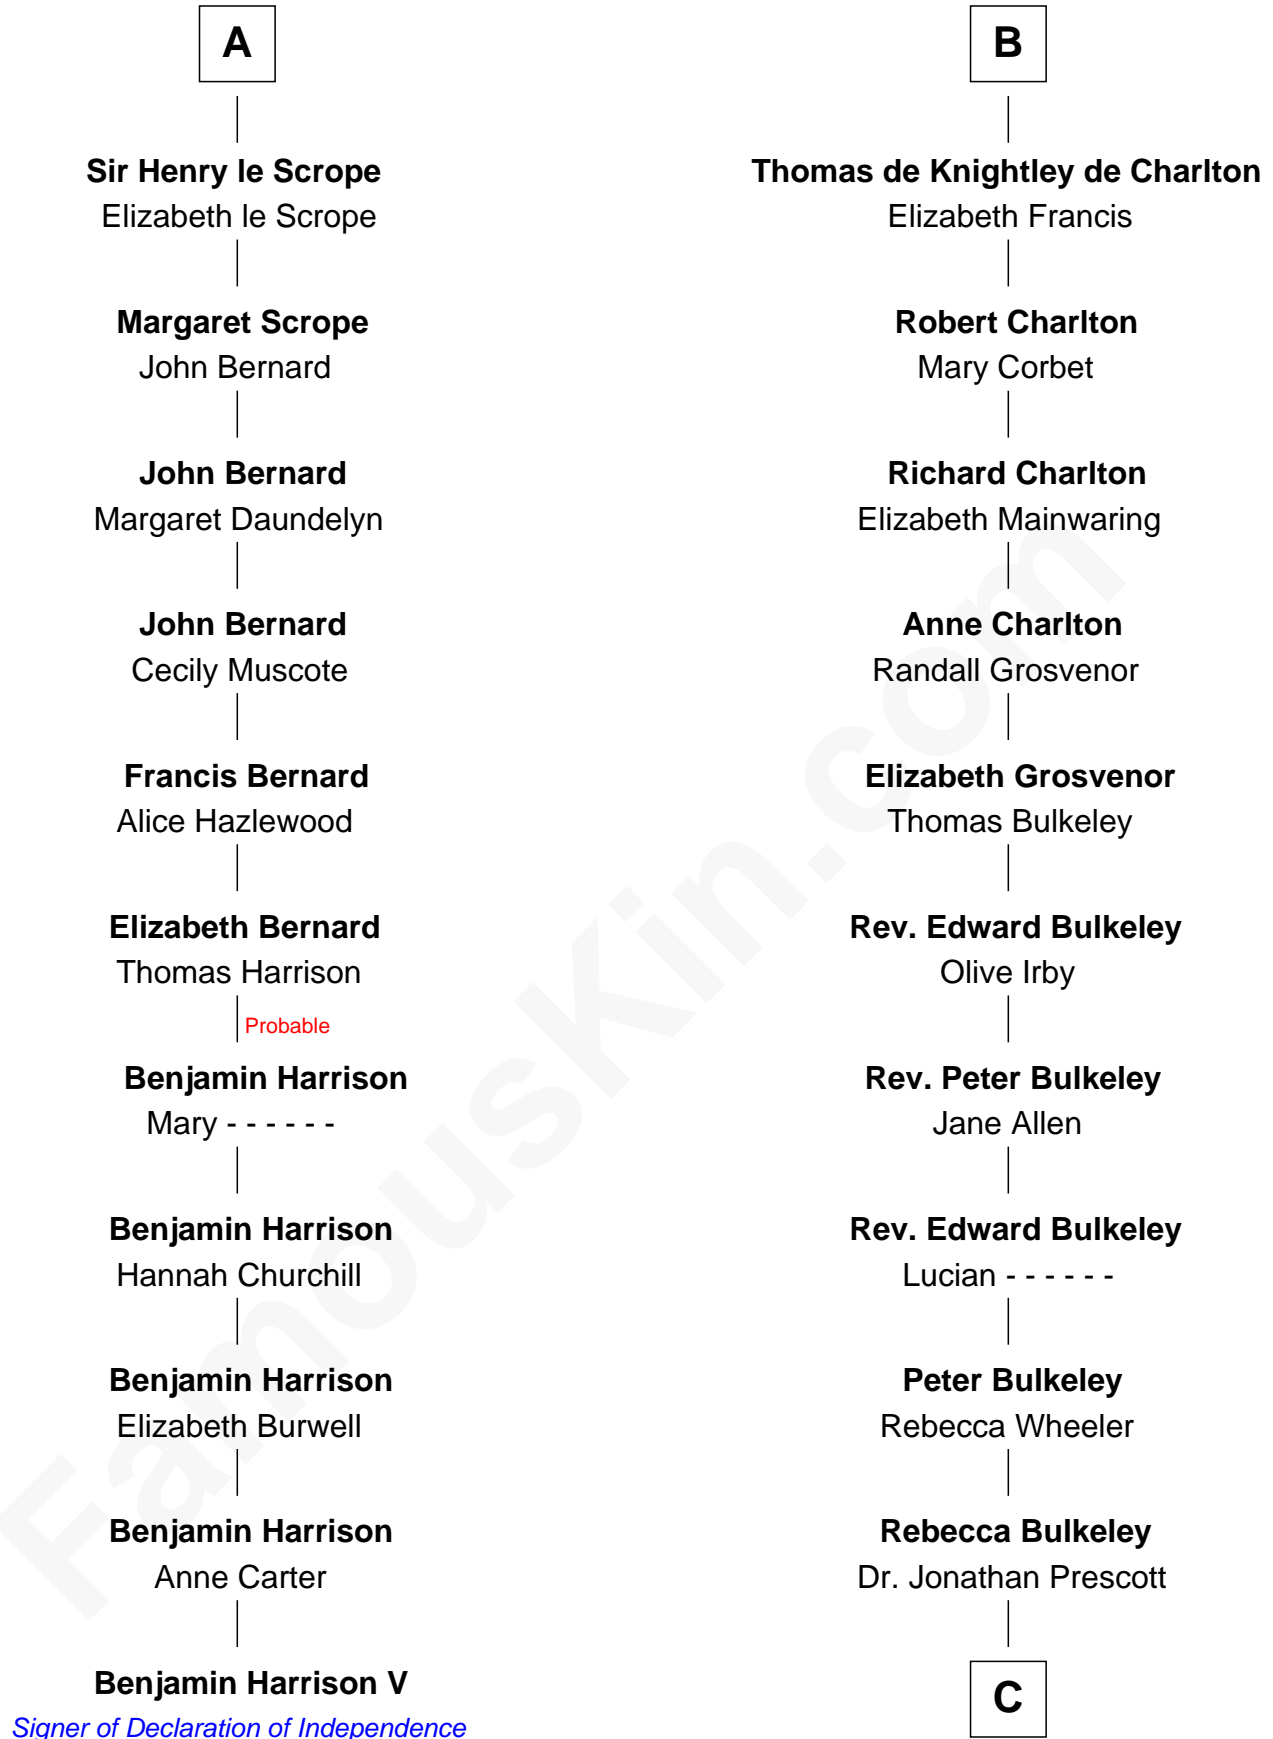 A
Sir Henry le Scrope
Elizabeth le Scrope
Margaret Scrope
John Bernard
John Bernard
Margaret Daundelyn
John Bernard
Cecily Muscote
Francis Bernard
Alice Hazlewood
Elizabeth Bernard
Thomas Harrison
Probable
Benjamin Harrison
Mary - - - - - -
Benjamin Harrison
Hannah Churchill
Benjamin Harrison
Elizabeth Burwell
Benjamin Harrison
Anne Carter
Benjamin Harrison V
Signer of Declaration of Independence
B
Thomas de Knightley de Charlton
Elizabeth Francis
Robert Charlton
Mary Corbet
Richard Charlton
Elizabeth Mainwaring
Anne Charlton
Randall Grosvenor
Elizabeth Grosvenor
Thomas Bulkeley
Rev. Edward Bulkeley
Olive Irby
Rev. Peter Bulkeley
Jane Allen
Rev. Edward Bulkeley
Lucian - - - - - -
Peter Bulkeley
Rebecca Wheeler
Rebecca Bulkeley
Dr. Jonathan Prescott
C
FamousKin.com